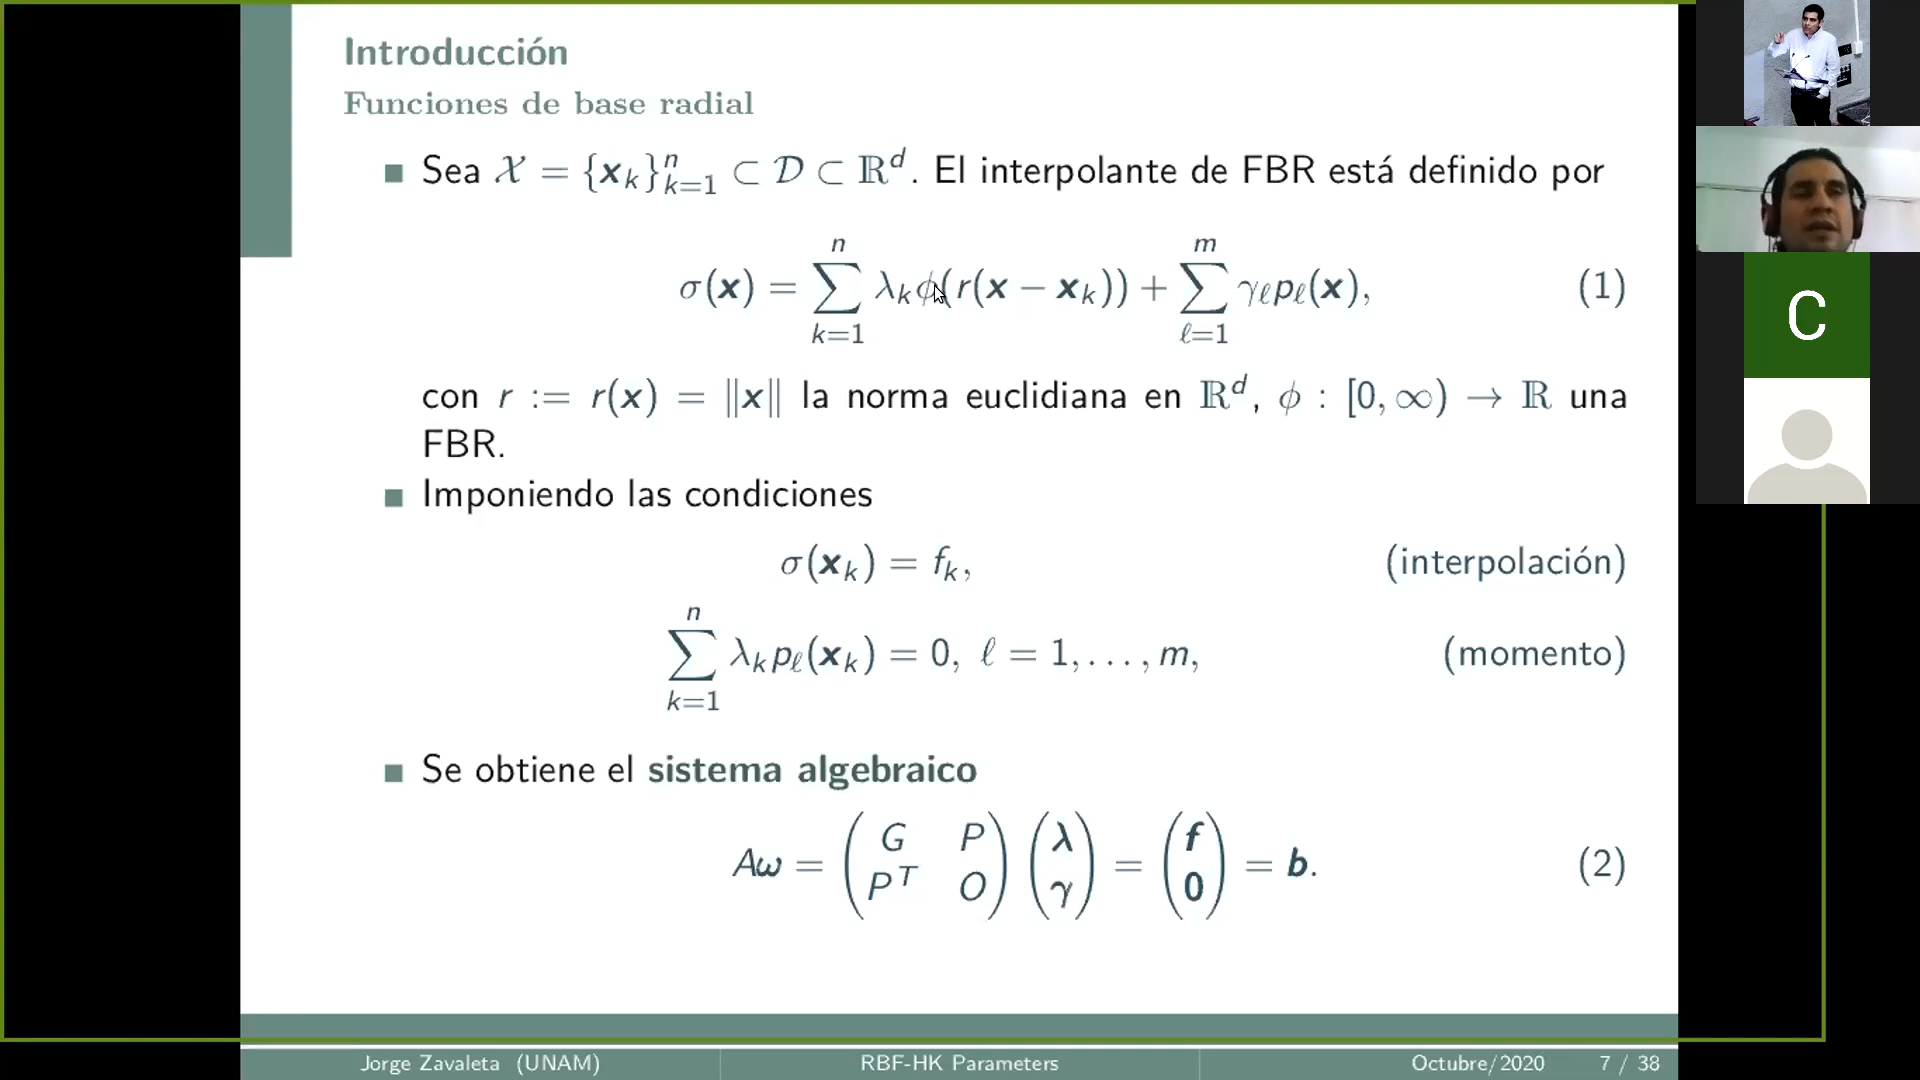 Introducción
Funciones de base radial
Sea 𝒳 = {x_k}_{k=1}^n ⊂ 𝒟 ⊂ ℝ^d. El interpolante de FBR está definido por
σ(x) = ∑_{k=1}^n λ_k ϕ(r(x − x_k)) + ∑_{ℓ=1}^m γ_ℓ p_ℓ(x), (1)
con r := r(x) = ‖x‖ la norma euclidiana en ℝ^d, ϕ : [0, ∞) → ℝ una
FBR.
Imponiendo las condiciones
σ(x_k) = f_k, (interpolación)
∑_{k=1}^n λ_k p_ℓ(x_k) = 0, ℓ = 1, . . . , m, (momento)
Se obtiene el sistema algebraico
Aω = (G P; P^T O) (λ; γ) = (f; 0) = b. (2)
Jorge Zavaleta (UNAM) RBF-HK Parameters Octubre/2020 7 / 38
C